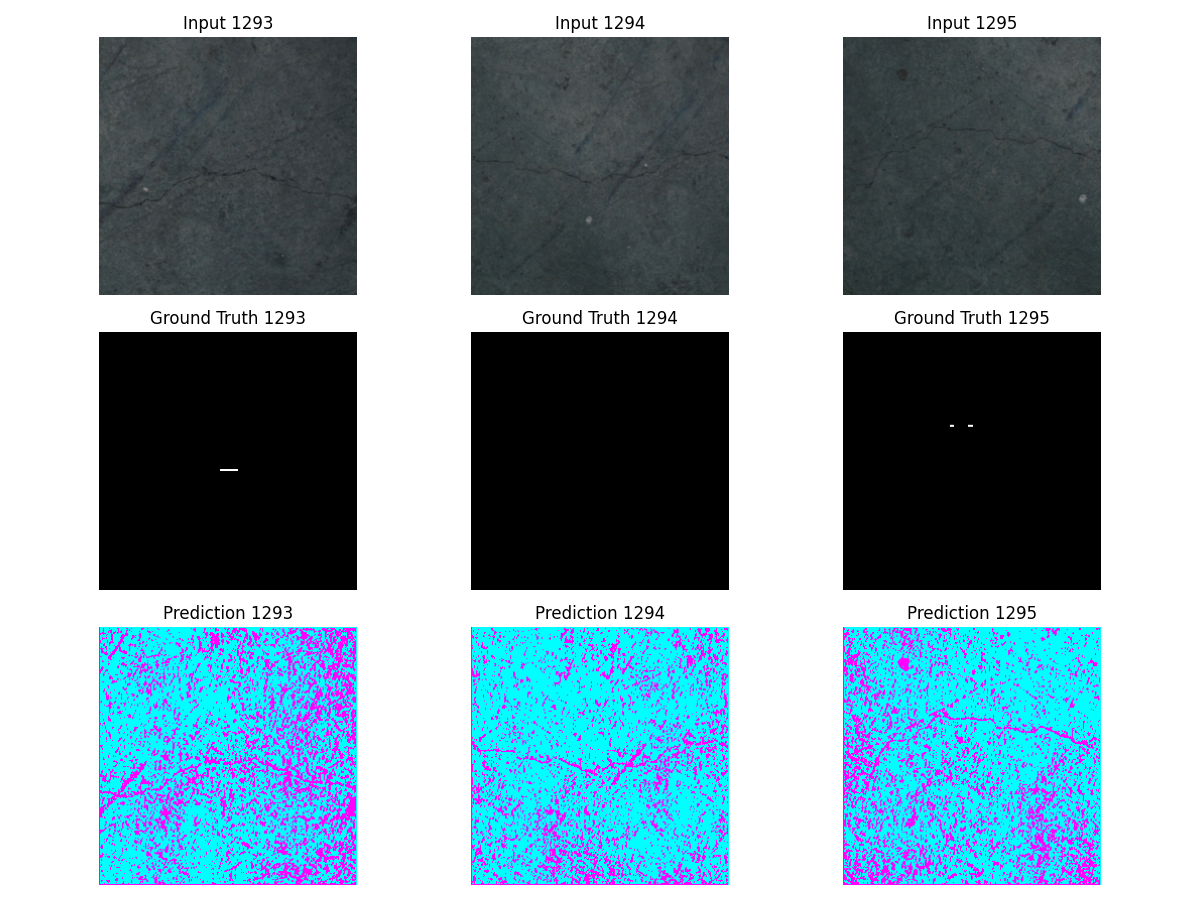 Input 1293
Input 1294
Input 1295
Ground Truth 1293
Ground Truth 1294
Ground Truth 1295
Prediction 1293
Prediction 1294
Prediction 1295